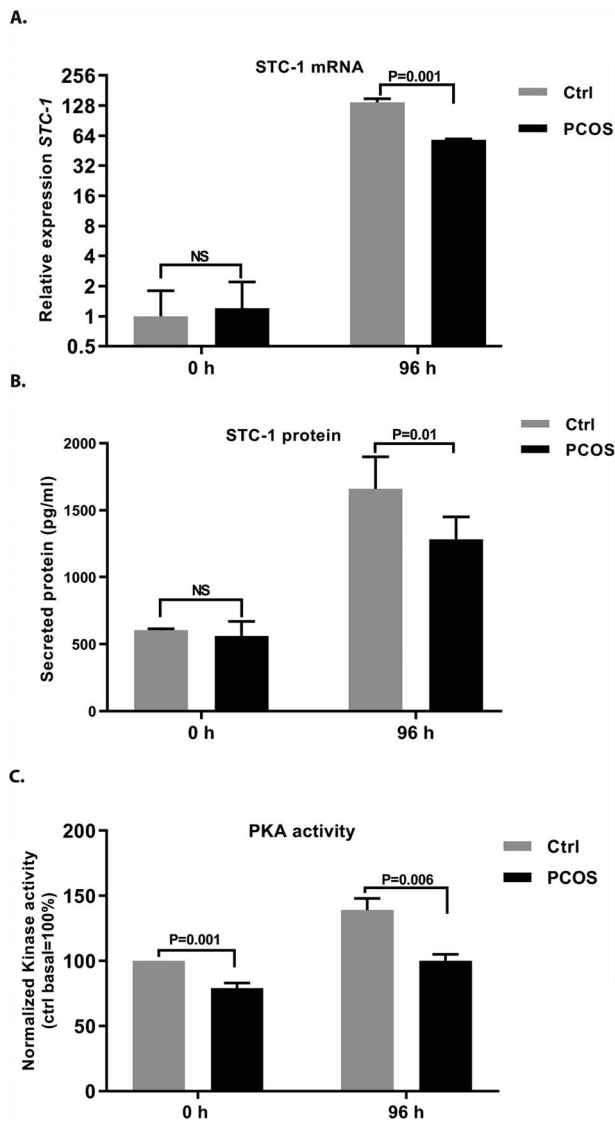 A.
STC-1 mRNA
Relative expression STC-1
256
128
64
32
16
8
4
2
1
0.5
NS
P=0.001
0 h
96 h
Ctrl
PCOS
B.
STC-1 protein
Secreted protein (pg/ml)
2000
1500
1000
500
0
NS
P=0.01
0 h
96 h
Ctrl
PCOS
C.
PKA activity
Normalized Kinase activity
(ctrl basal=100%)
200
150
100
50
0
P=0.001
P=0.006
0 h
96 h
Ctrl
PCOS